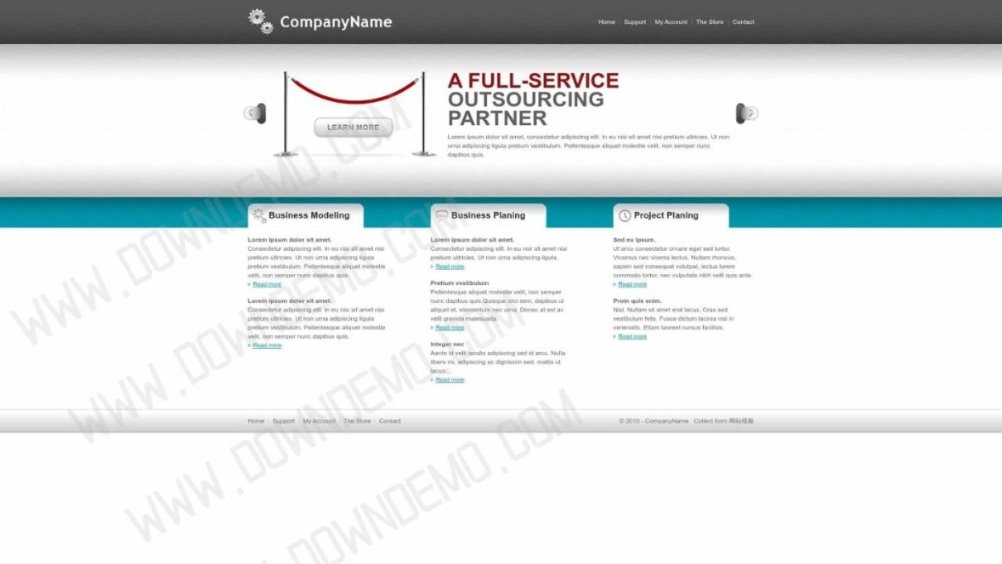 CompanyName
Home | Support | My Account | The Store | Contact
A FULL-SERVICE
OUTSOURCING
PARTNER
LEARN MORE
Lorem ipsum dolor sit amet, consectetur adipiscing elit. In eu nisi sit amet nisi pretium ultricies. Ut non
urna adipiscing ligula pretium vestibulum. Pellentesque aliquet molestie velit, non semper nunc
dapibus quis.
Business Modeling
Lorem ipsum dolor sit amet.
Consectetur adipiscing elit. In eu nisi sit amet nisi
pretium ultricies. Ut non urna adipiscing ligula
pretium vestibulum. Pellentesque aliquet molestie
velit, non semper nunc dapibus quis.
Read more
Lorem ipsum dolor sit amet.
Consectetur adipiscing elit. In eu nisi sit amet nisi
pretium ultricies. Ut non urna adipiscing ligula
pretium vestibulum. Pellentesque aliquet molestie
velit, non semper nunc dapibus quis.
Read more
Business Planing
Lorem ipsum dolor sit amet.
Consectetur adipiscing elit. In eu nisi sit amet nisi
pretium ultricies. Ut non urna adipiscing ligula.
Read more
Pretium vestibulum
Pellentesque aliquet molestie velit, non semper
nunc dapibus quis.Quisque orci sem, dapibus ut
aliquet at, elementum nec urna. Donec at est ac
velit gravida malesuada.
Read more
Integer nec
Aante id velit iaculis adipiscing sed id arcu. Nulla
libero mi, adipiscing ac dignissim sed, mattis ut
lacus.
Read more
Project Planing
Sed eu ipsum.
Ut arcu consectetur ornare eget sed tortor.
Vivamus nec viverra lectus. Nullam rhoncus,
sapien sed consequat volutpat, lectus lorem
commodo tortor, nec vulputate nibh velit quis ante.
Read more
Proin quis enim.
Nisi. Nullam sit amet erat lacus. Cras sed
vestibulum felis. Fusce dictum lacinia nisi in
venenatis. Etiam laoreet cursus facilisis.
Read more
Home | Support | My Account | The Store | Contact
© 2010 - CompanyName Collect form 网站模板
WWW.DOWNDEMO.COM
WWW.DOWNDEMO.COM
WWW.DOWNDEMO.COM
WWW.DOWNDEMO.COM